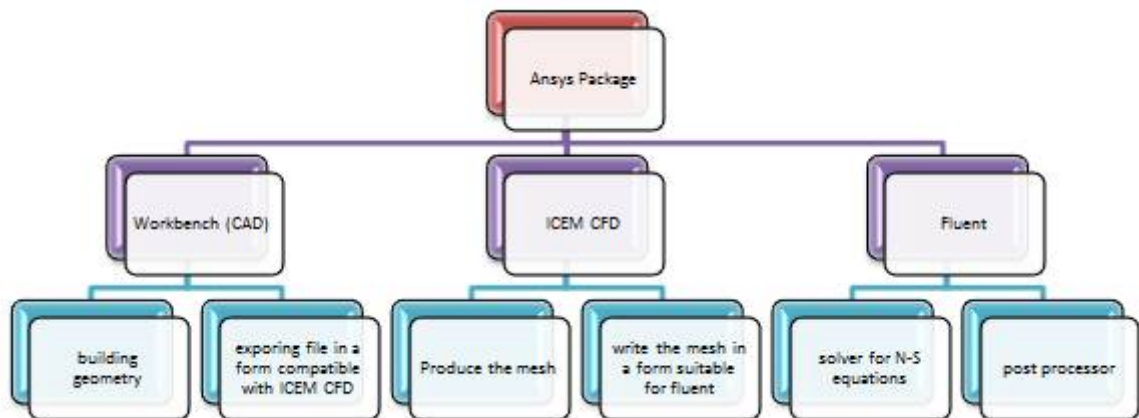 Ansys Package
Workbench (CAD)
ICEM CFD
Fluent
building
geometry
exporing file in a
form compatible
with ICEM CFD
Produce the mesh
write the mesh in
a form suitable
for fluent
solver for N-S
equations
post processor